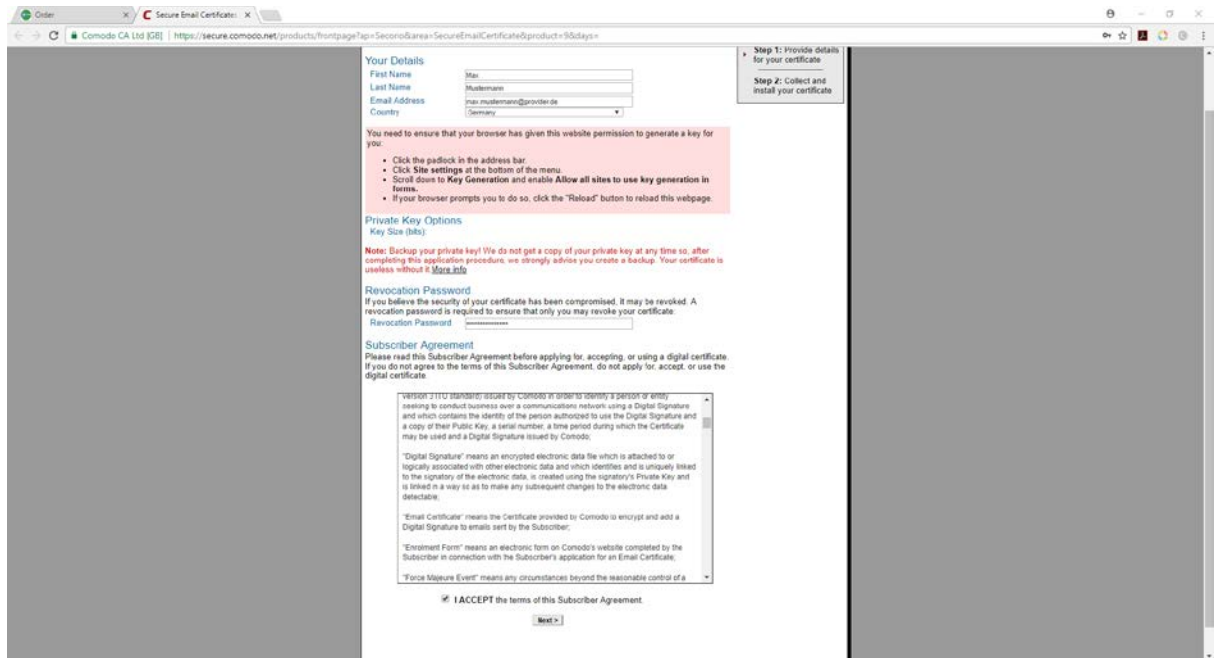 Order
Secure Email Certificates
Comodo CA Ltd [GB] | https://secure.comodo.net/products/frontpage?ap=Secorio&area=SecureEmailCertificate&product=9&days=
Step 1: Provide details
for your certificate
Step 2: Collect and
install your certificate
Your Details
First Name Max
Last Name Mustermann
Email Address max.mustermann@provider.de
Country Germany
You need to ensure that your browser has given this website permission to generate a key for
you:
• Click the padlock in the address bar.
• Click Site settings at the bottom of the menu.
• Scroll down to Key Generation and enable Allow all sites to use key generation in
forms.
• If your browser prompts you to do so, click the "Reload" button to reload this webpage.
Private Key Options
Key Size (bits):
Note: Backup your private key! We do not get a copy of your private key at any time so, after
completing this application procedure, we strongly advise you create a backup. Your certificate is
useless without it More info
Revocation Password
If you believe the security of your certificate has been compromised, it may be revoked. A
revocation password is required to ensure that only you may revoke your certificate:
Revocation Password
Subscriber Agreement
Please read this Subscriber Agreement before applying for, accepting, or using a digital certificate.
If you do not agree to the terms of this Subscriber Agreement, do not apply for, accept, or use the
digital certificate.
version 3 ITU standard) issued by Comodo in order to identify a person or entity
seeking to conduct business over a communications network using a Digital Signature
and which contains the identity of the person authorized to use the Digital Signature and
a copy of their Public Key, a serial number, a time period during which the Certificate
may be used and a Digital Signature issued by Comodo;
"Digital Signature" means an encrypted electronic data file which is attached to or
logically associated with other electronic data and which identifies and is uniquely linked
to the signatory of the electronic data, is created using the signatory's Private Key and
is linked in a way so as to make any subsequent changes to the electronic data
detectable;
"Email Certificate" means the Certificate provided by Comodo to encrypt and add a
Digital Signature to emails sent by the Subscriber;
"Enrolment Form" means an electronic form on Comodo's website completed by the
Subscriber in connection with the Subscriber's application for an Email Certificate;
"Force Majeure Event" means any circumstances beyond the reasonable control of a
I ACCEPT the terms of this Subscriber Agreement.
Next >